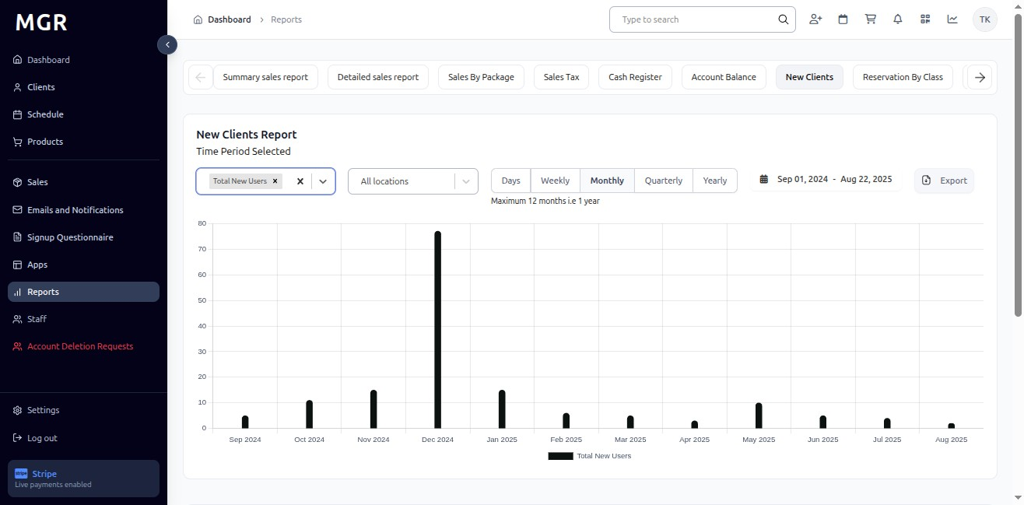 MGR
Dashboard
Clients
Schedule
Products
Sales
Emails and Notifications
Signup Questionnaire
Apps
Reports
Staff
Account Deletion Requests
Settings
Log out
stripe Stripe
Live payments enabled
Dashboard > Reports
Type to search
TK
Summary sales report
Detailed sales report
Sales By Package
Sales Tax
Cash Register
Account Balance
New Clients
Reservation By Class
New Clients Report
Time Period Selected
Total New Users
All locations
Days
Weekly
Monthly
Quarterly
Yearly
Sep 01, 2024 - Aug 22, 2025
Export
Maximum 12 months i.e 1 year
80
70
60
50
40
30
20
10
0
Sep 2024 Oct 2024 Nov 2024 Dec 2024 Jan 2025 Feb 2025 Mar 2025 Apr 2025 May 2025 Jun 2025 Jul 2025 Aug 2025
Total New Users